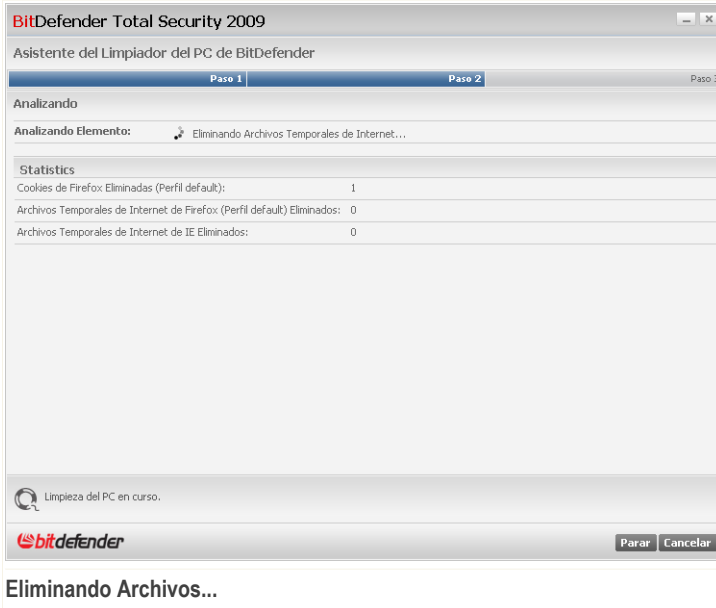 BitDefender Total Security 2009
Asistente del Limpiador del PC de BitDefender
Paso 1 Paso 2 Paso 3
Analizando
Analizando Elemento: Eliminando Archivos Temporales de Internet...
Statistics
Cookies de Firefox Eliminadas (Perfil default): 1
Archivos Temporales de Internet de Firefox (Perfil default) Eliminados: 0
Archivos Temporales de Internet de IE Eliminados: 0
Limpieza del PC en curso.
bitdefender
Parar Cancelar
Eliminando Archivos...